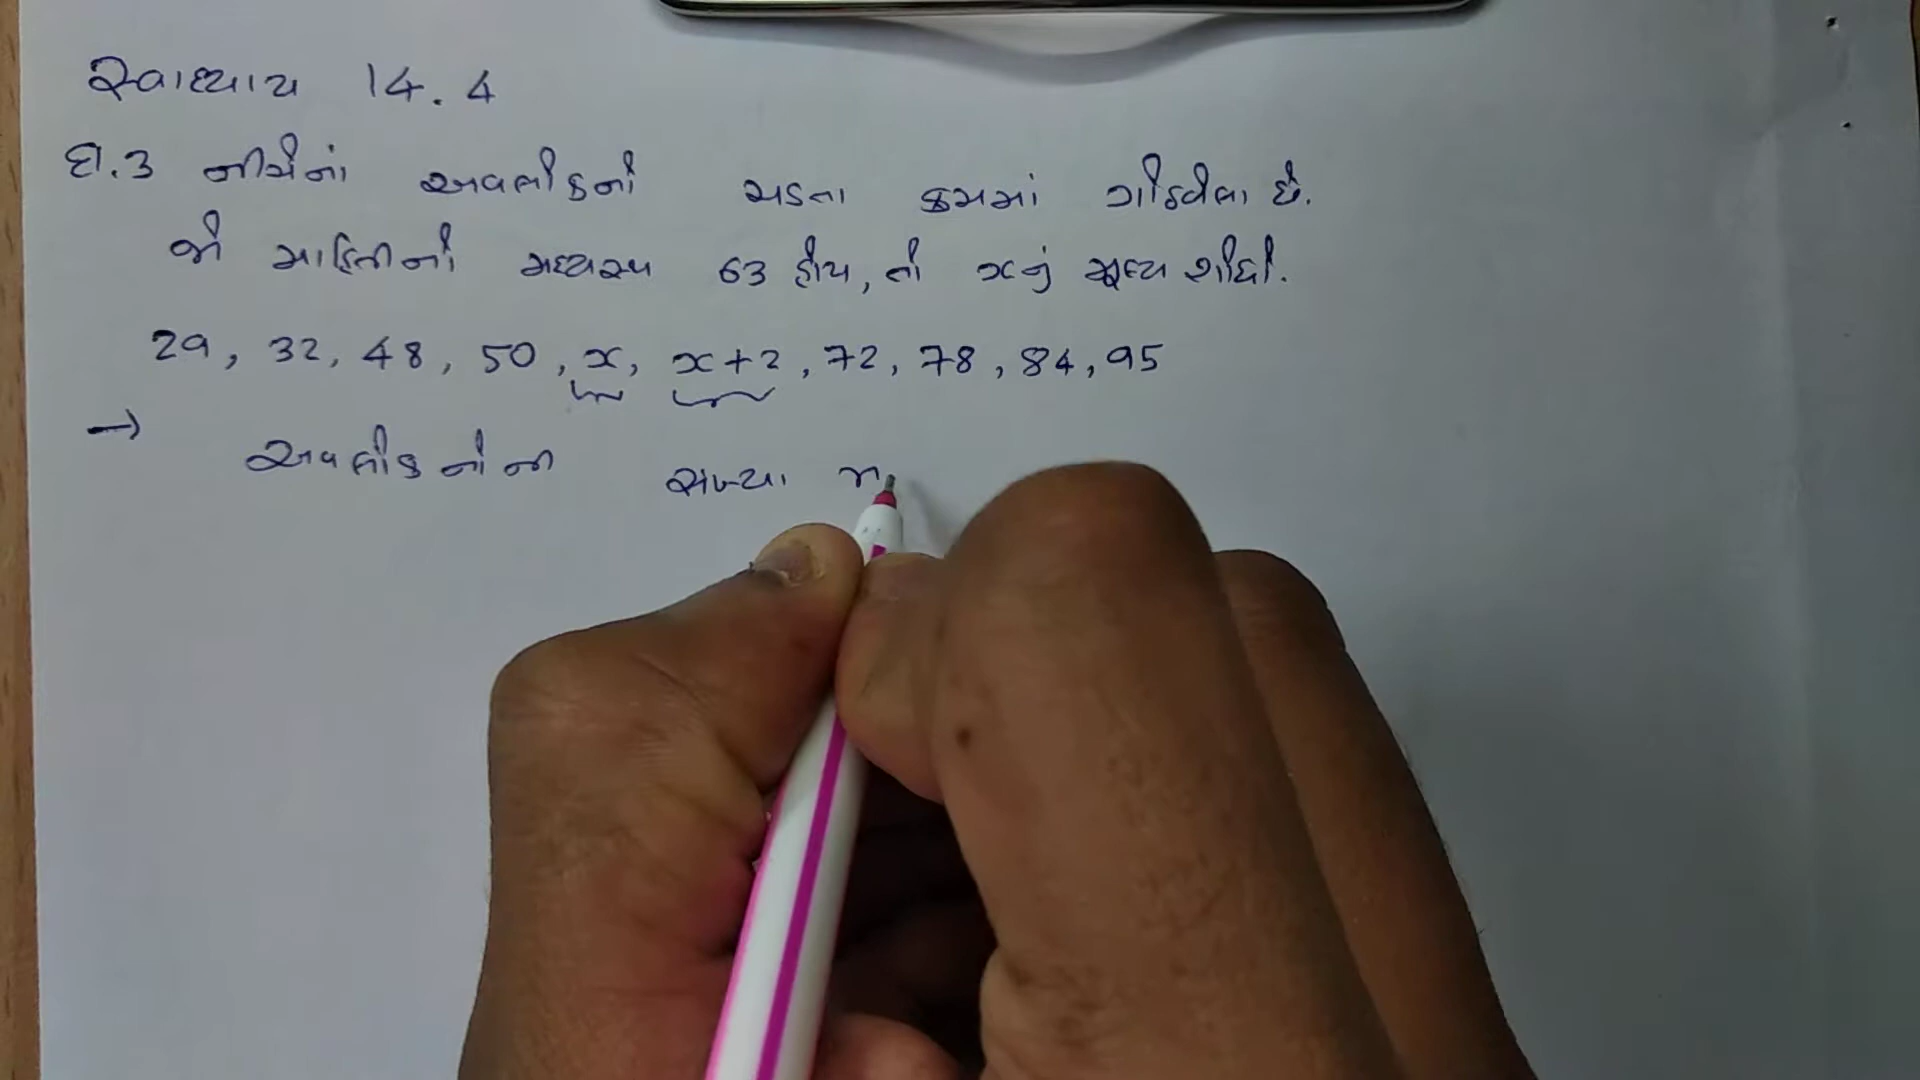 સ્વાધ્યાય 14.4
દા.3 નીચેનાં અવલોકનો ચડતા ક્રમમાં ગોઠવેલા છે.
જો માહિતીનો મધ્યસ્થ 63 હોય, તો xનું મૂલ્ય શોધો.
29, 32, 48, 50, x, x+2, 72, 78, 84, 95
→ અવલોકનોની સંખ્યા n